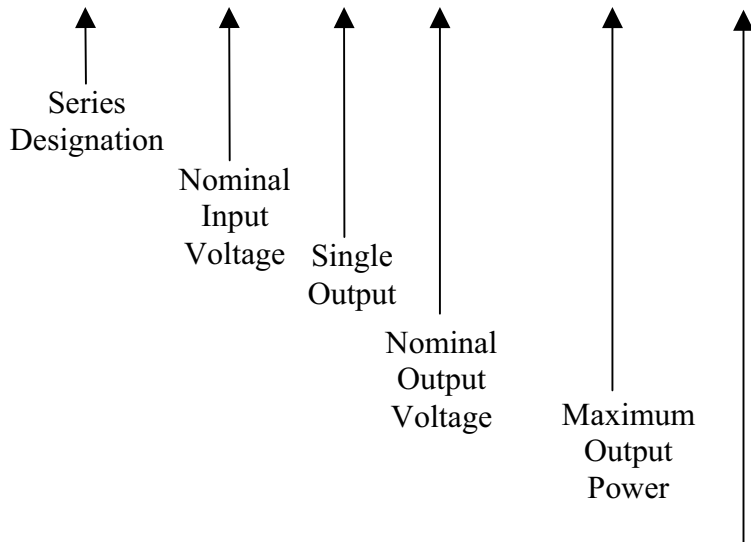 Series
Designation
Nominal
Input
Voltage
Single
Output
Nominal
Output
Voltage
Maximum
Output
Power